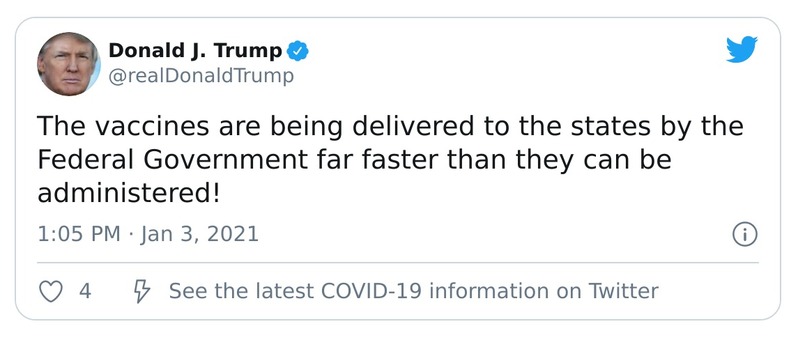 Donald J. Trump
@realDonaldTrump
The vaccines are being delivered to the states by the
Federal Government far faster than they can be
administered!
1:05 PM · Jan 3, 2021
4 See the latest COVID-19 information on Twitter